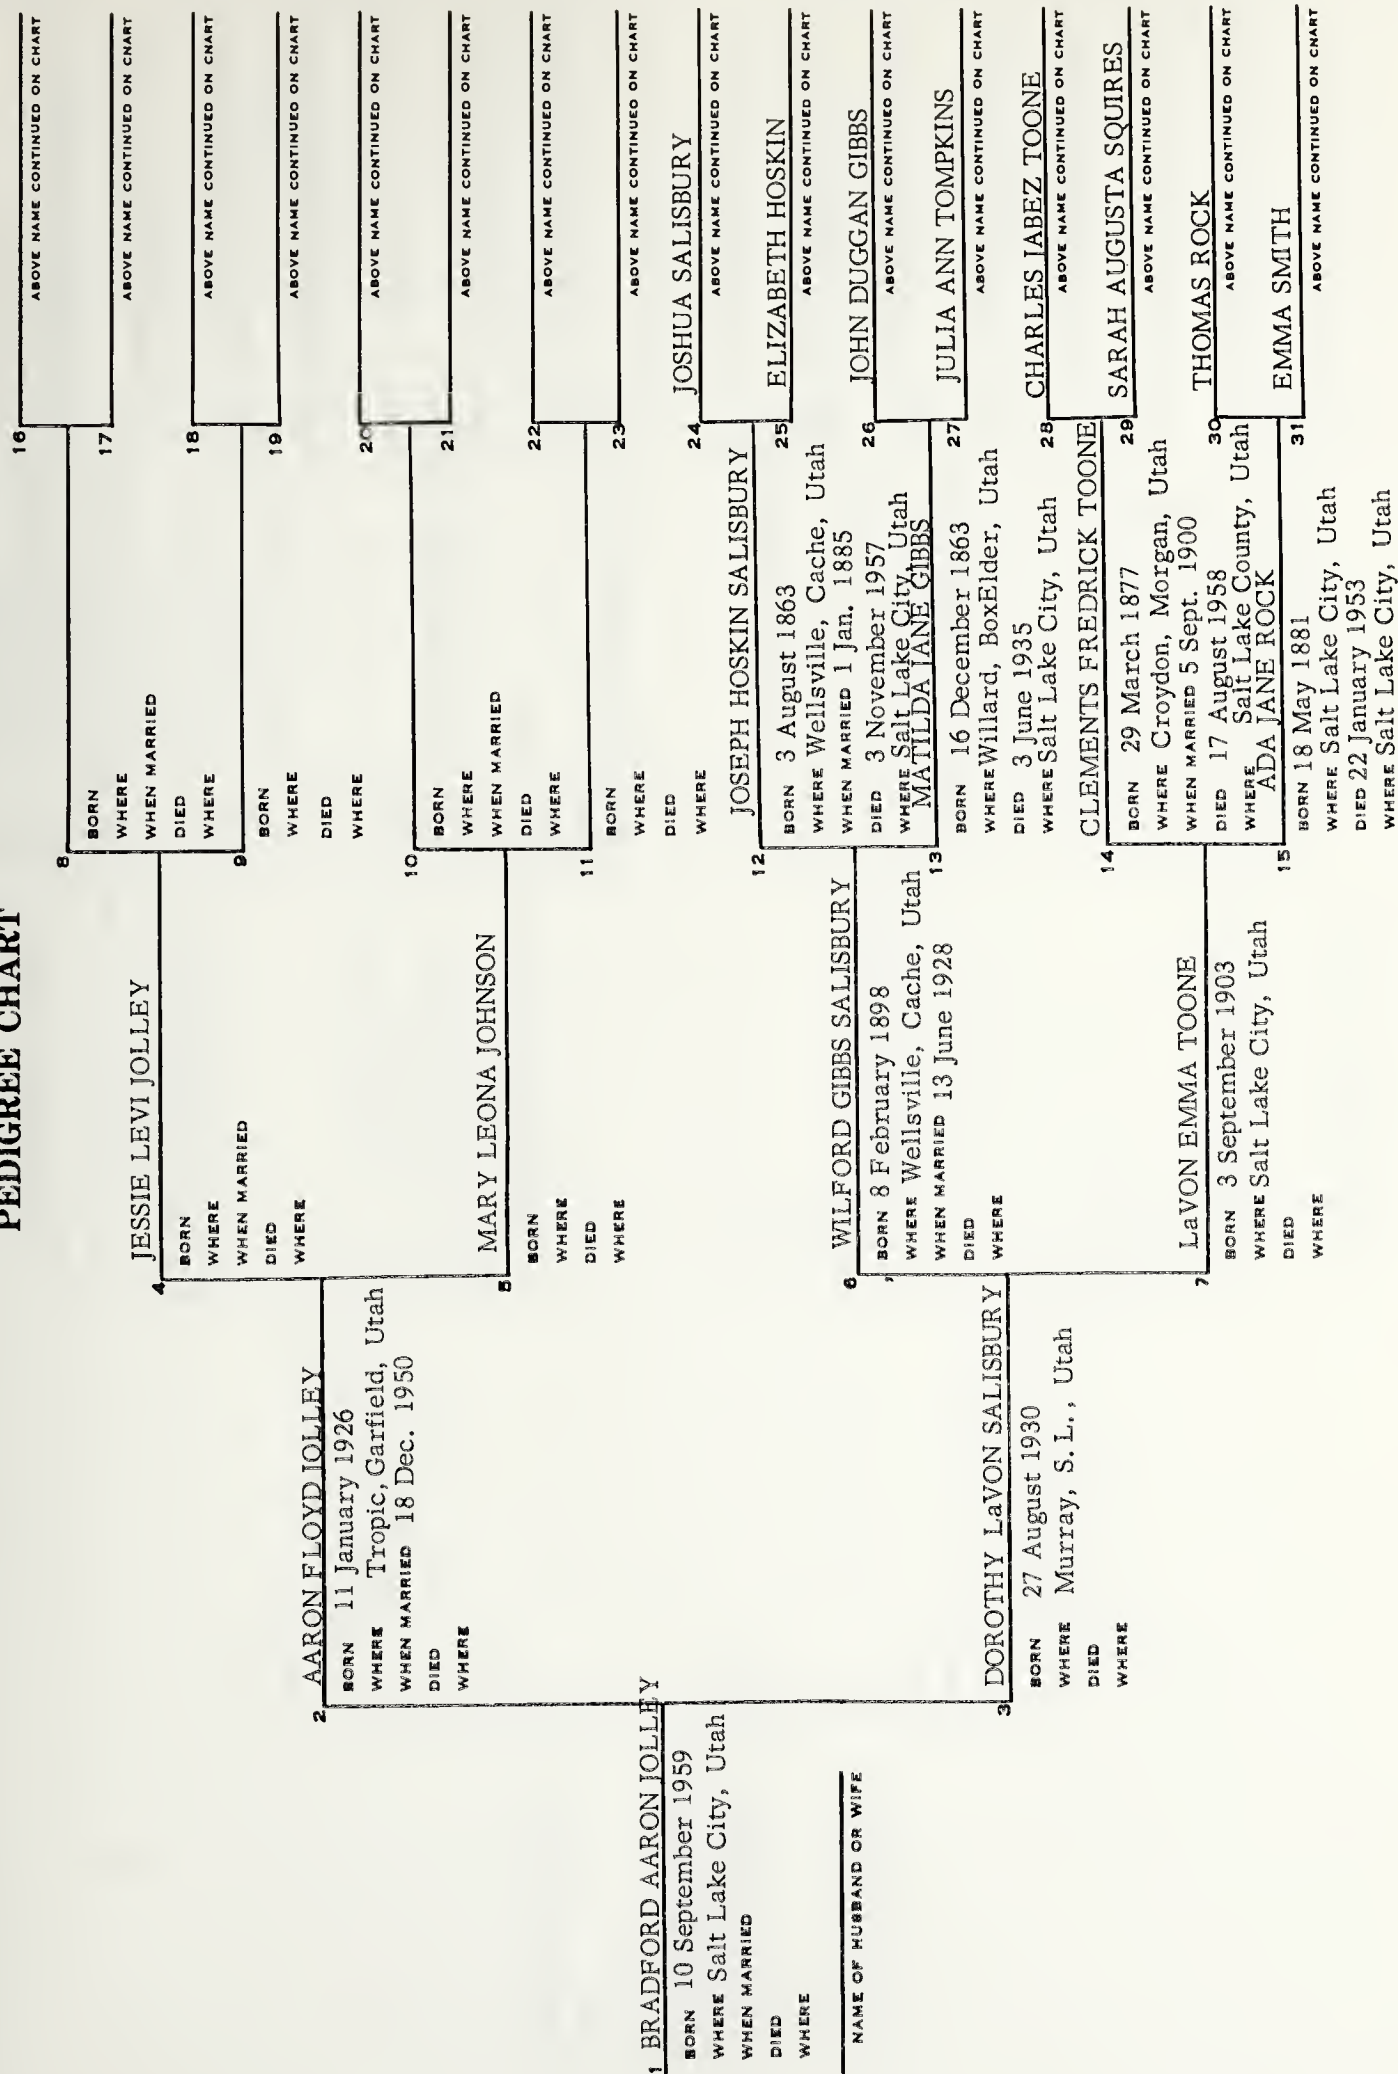 PEDIGREE CHART
1 BRADFORD AARON JOLLEY
BORN 10 September 1959
WHERE Salt Lake City, Utah
WHEN MARRIED
DIED
WHERE
NAME OF HUSBAND OR WIFE
2
AARON FLOYD JOLLEY
BORN 11 January 1926
WHERE Tropic, Garfield, Utah
WHEN MARRIED 18 Dec. 1950
DIED
WHERE
3
DOROTHY LaVON SALISBURY
BORN 27 August 1930
WHERE Murray, S. L., Utah
DIED
WHERE
4
JESSIE LEVI JOLLEY
BORN
WHERE
WHEN MARRIED
DIED
WHERE
5
MARY LEONA JOHNSON
BORN
WHERE
DIED
WHERE
6
WILFORD GIBBS SALISBURY
BORN 8 February 1898
WHERE Wellsville, Cache, Utah
WHEN MARRIED 13 June 1928
DIED
WHERE
7
LaVON EMMA TOONE
BORN 3 September 1903
WHERE Salt Lake City, Utah
DIED
WHERE
8
BORN
WHERE
WHEN MARRIED
DIED
WHERE
9
BORN
WHERE
DIED
WHERE
10
BORN
WHERE
WHEN MARRIED
DIED
WHERE
11
BORN
WHERE
DIED
WHERE
12
JOSEPH HOSKIN SALISBURY
BORN 3 August 1863
WHERE Wellsville, Cache, Utah
WHEN MARRIED 1 Jan. 1885
DIED 3 November 1957
WHERE Salt Lake City, Utah
MATILDA JANE GIBBS
13
BORN 16 December 1863
WHERE Willard, BoxElder, Utah
DIED 3 June 1935
WHERE Salt Lake City, Utah
CLEMENTS FREDRICK TOONE
14
BORN 29 March 1877
WHERE Croydon, Morgan, Utah
WHEN MARRIED 5 Sept. 1900
DIED 17 August 1958
WHERE Salt Lake County, Utah
ADA JANE ROCK
15
BORN 18 May 1881
WHERE Salt Lake City, Utah
DIED 22 January 1953
WHERE Salt Lake City, Utah
16
ABOVE NAME CONTINUED ON CHART
17
ABOVE NAME CONTINUED ON CHART
18
ABOVE NAME CONTINUED ON CHART
19
ABOVE NAME CONTINUED ON CHART
20
ABOVE NAME CONTINUED ON CHART
21
ABOVE NAME CONTINUED ON CHART
22
ABOVE NAME CONTINUED ON CHART
23
ABOVE NAME CONTINUED ON CHART
JOSHUA SALISBURY
24
ABOVE NAME CONTINUED ON CHART
ELIZABETH HOSKIN
25
ABOVE NAME CONTINUED ON CHART
JOHN DUGGAN GIBBS
26
ABOVE NAME CONTINUED ON CHART
JULIA ANN TOMPKINS
27
ABOVE NAME CONTINUED ON CHART
CHARLES JABEZ TOONE
28
ABOVE NAME CONTINUED ON CHART
SARAH AUGUSTA SQUIRES
29
ABOVE NAME CONTINUED ON CHART
THOMAS ROCK
30
ABOVE NAME CONTINUED ON CHART
EMMA SMITH
31
ABOVE NAME CONTINUED ON CHART